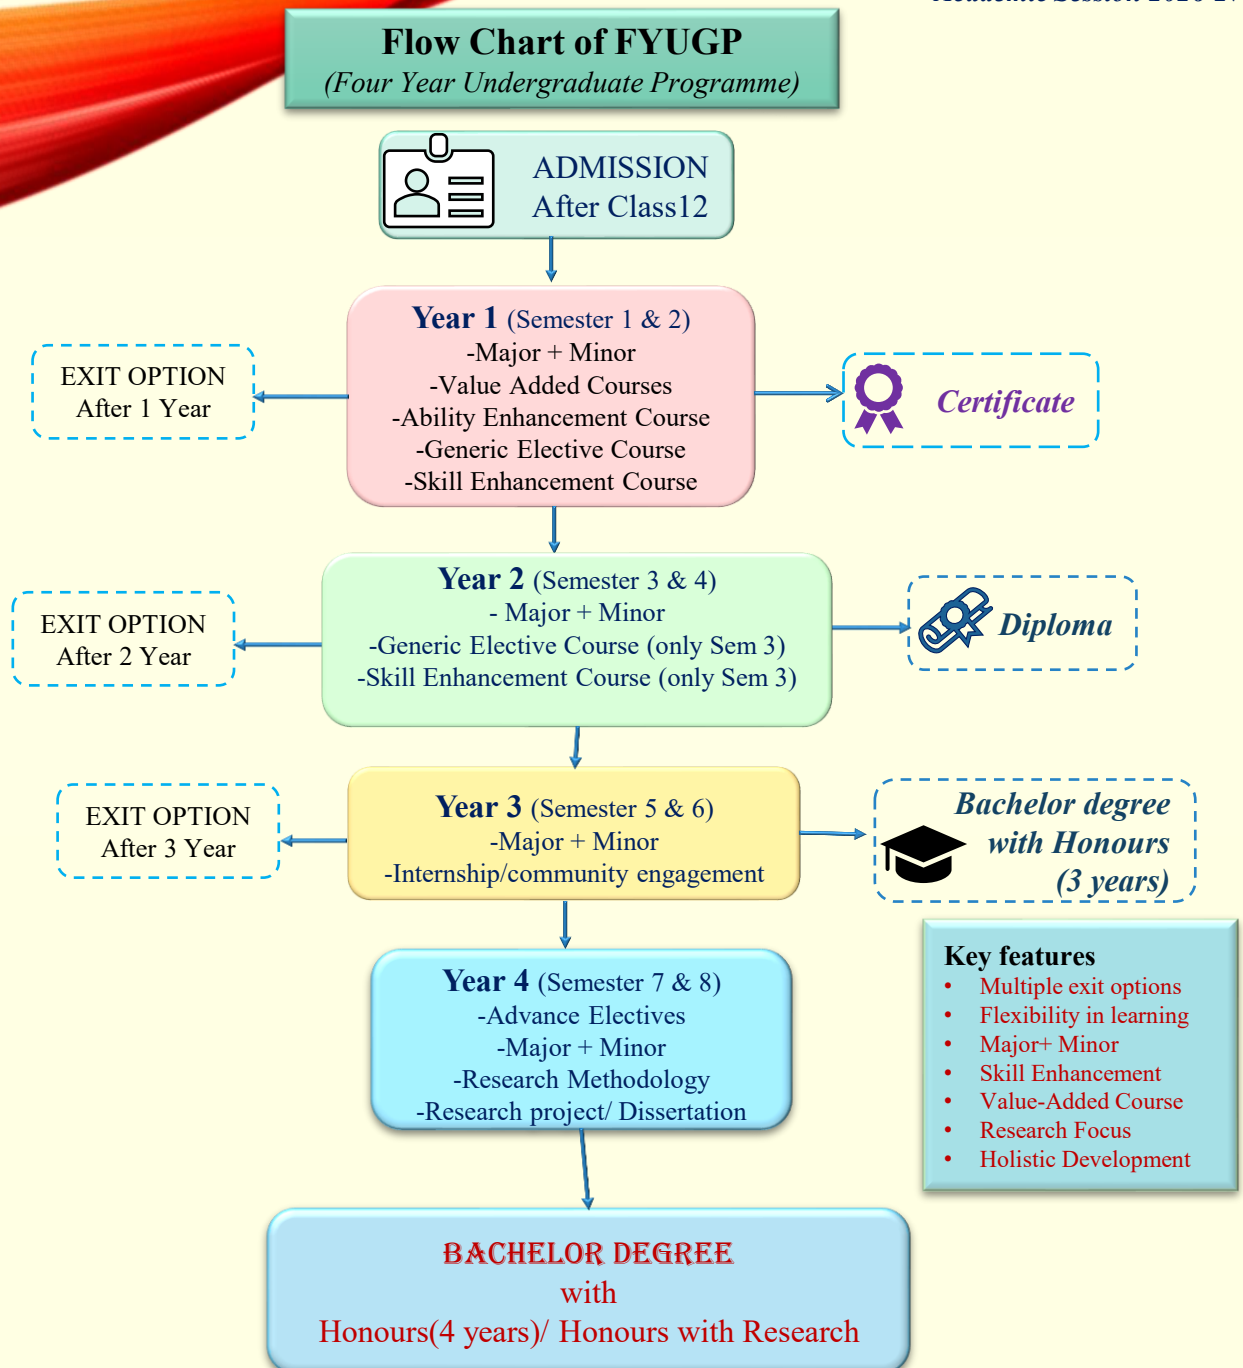 Flow Chart of FYUGP
(Four Year Undergraduate Programme)
ADMISSION
After Class12
Year 1 (Semester 1 & 2)
-Major + Minor
-Value Added Courses
-Ability Enhancement Course
-Generic Elective Course
-Skill Enhancement Course
EXIT OPTION
After 1 Year
Certificate
Year 2 (Semester 3 & 4)
- Major + Minor
-Generic Elective Course (only Sem 3)
-Skill Enhancement Course (only Sem 3)
EXIT OPTION
After 2 Year
Diploma
Year 3 (Semester 5 & 6)
-Major + Minor
-Internship/community engagement
EXIT OPTION
After 3 Year
Bachelor degree
with Honours
(3 years)
Year 4 (Semester 7 & 8)
-Advance Electives
-Major + Minor
-Research Methodology
-Research project/ Dissertation
Key features
• Multiple exit options
• Flexibility in learning
• Major+ Minor
• Skill Enhancement
• Value-Added Course
• Research Focus
• Holistic Development
BACHELOR DEGREE
with
Honours(4 years)/ Honours with Research